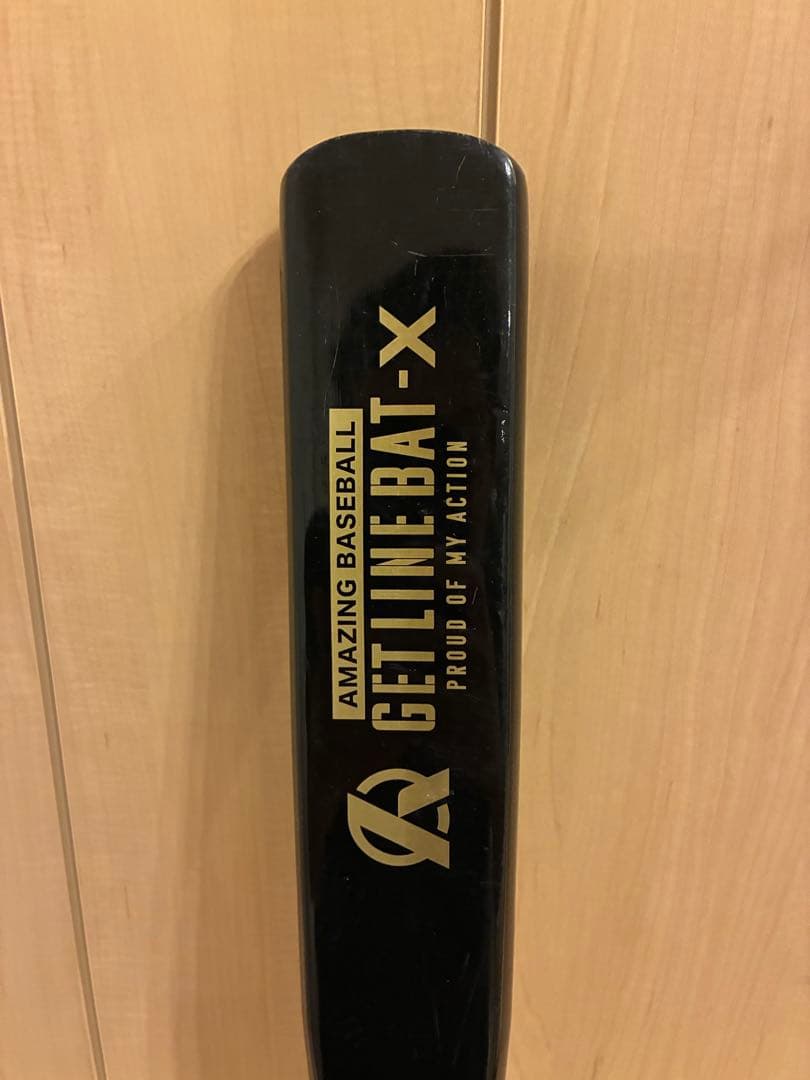 AMAZING BASEBALL
GET LINE BAT-X
PROUD OF MY ACTION